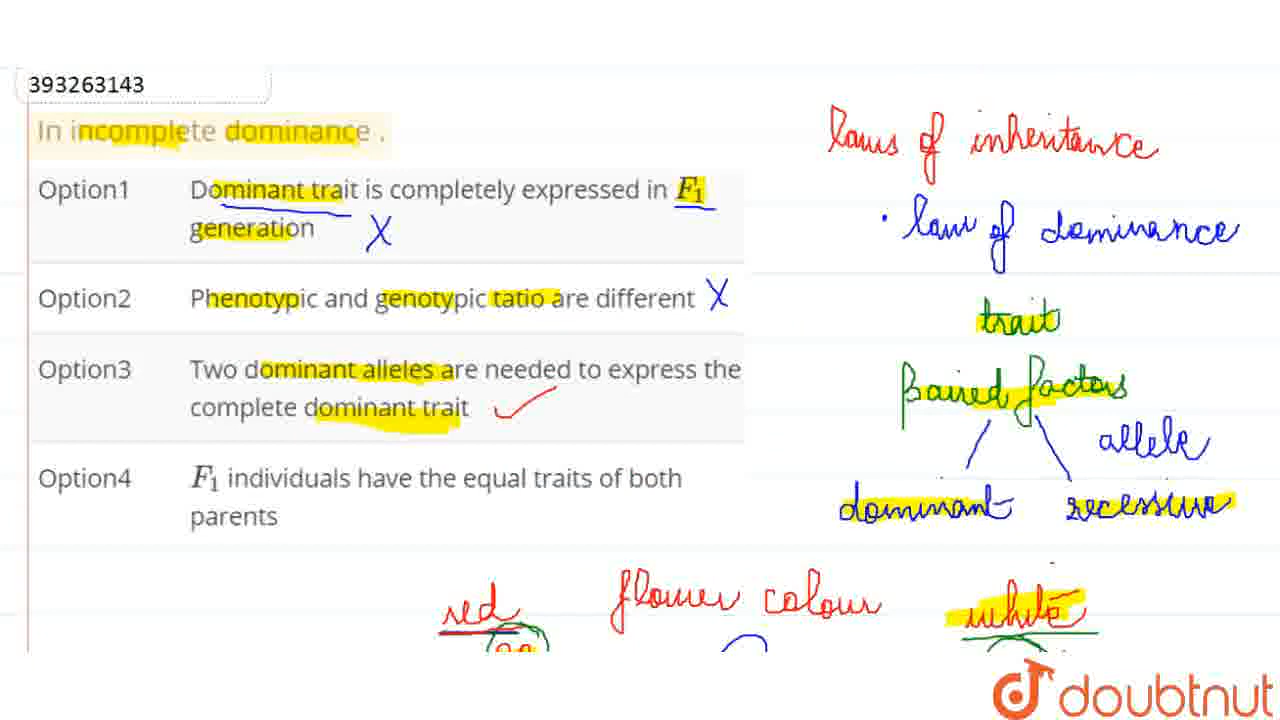 393263143
In incomplete dominance .
Option1 Dominant trait is completely expressed in F1
generation X
Option2 Phenotypic and genotypic tatio are different X
Option3 Two dominant alleles are needed to express the
complete dominant trait
Option4 F1 individuals have the equal traits of both
parents
laws of inheritance
law of dominance
trait
paired factors
allele
dominant recessive
red flower colour white
doubtnut